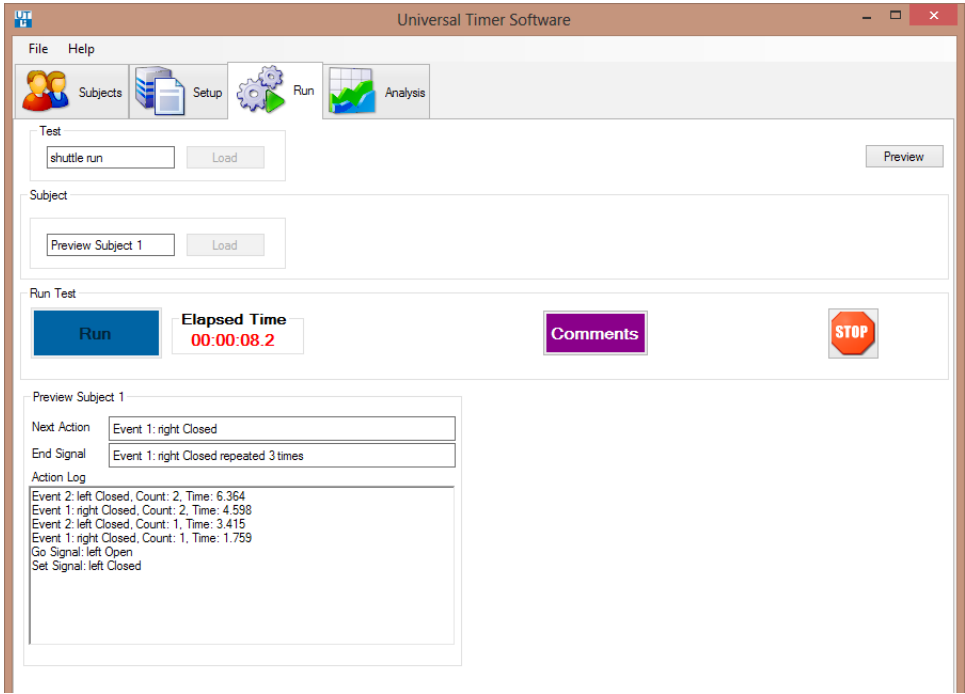 UT
Universal Timer Software
File Help
Subjects Setup Run Analysis
Test
shuttle run Load Preview
Subject
Preview Subject 1 Load
Run Test
Run Elapsed Time Comments STOP
00:00:08.2
Preview Subject 1
Next Action Event 1: right Closed
End Signal Event 1: right Closed repeated 3 times
Action Log
Event 2: left Closed, Count: 2, Time: 6.364
Event 1: right Closed, Count: 2, Time: 4.598
Event 2: left Closed, Count: 1, Time: 3.415
Event 1: right Closed, Count: 1, Time: 1.759
Go Signal: left Open
Set Signal: left Closed